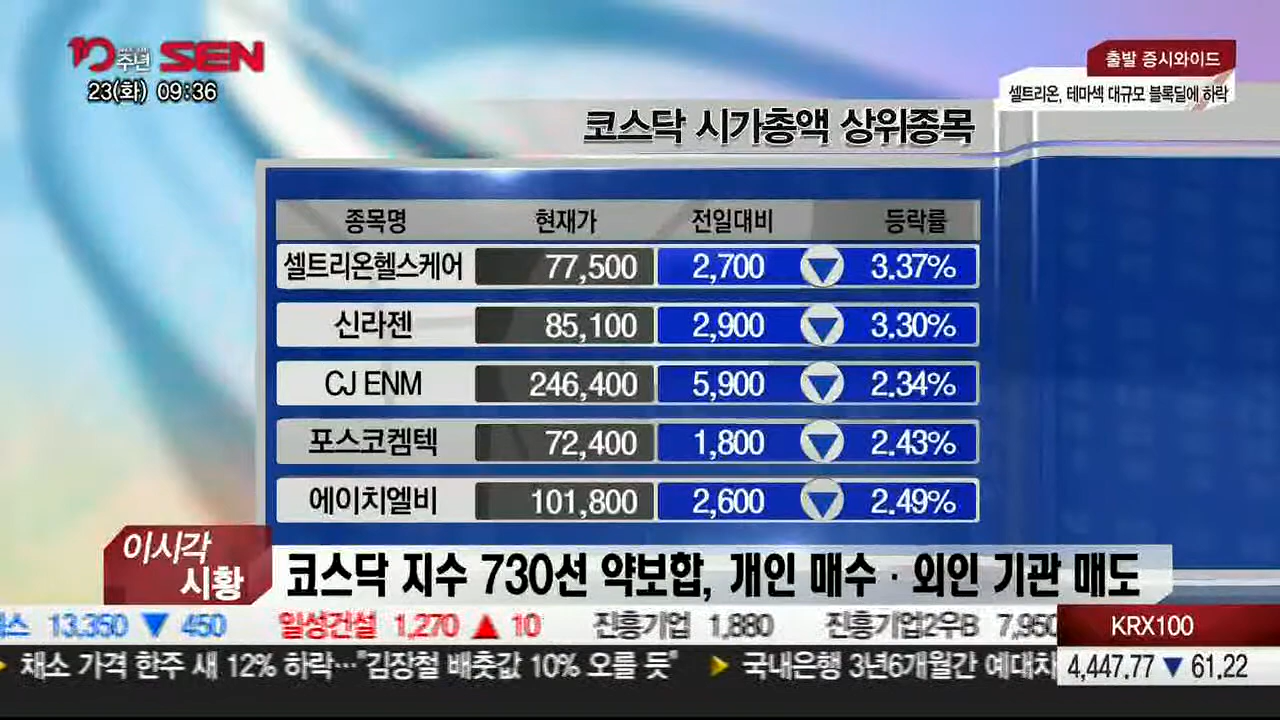 10주년 SEN
23(화) 09:36
출발 증시와이드
셀트리온, 테마섹 대규모 블록딜에 하락
코스닥 시가총액 상위종목
종목명 현재가 전일대비 등락률
셀트리온헬스케어 77,500 2,700 ▽ 3.37%
신라젠 85,100 2,900 ▽ 3.30%
CJ ENM 246,400 5,900 ▽ 2.34%
포스코켐텍 72,400 1,800 ▽ 2.43%
에이치엘비 101,800 2,600 ▽ 2.49%
이시각
시황
코스닥 지수 730선 약보합, 개인 매수·외인 기관 매도
13,350 ▼ 450 일성건설 1,270 ▲ 10 진흥기업 1,880 진흥기업2우B 7,950
KRX100
채소 가격 한주 새 12% 하락…"김장철 배춧값 10% 오를 듯" 국내은행 3년6개월간 예대차
4,447.77 ▼ 61.22